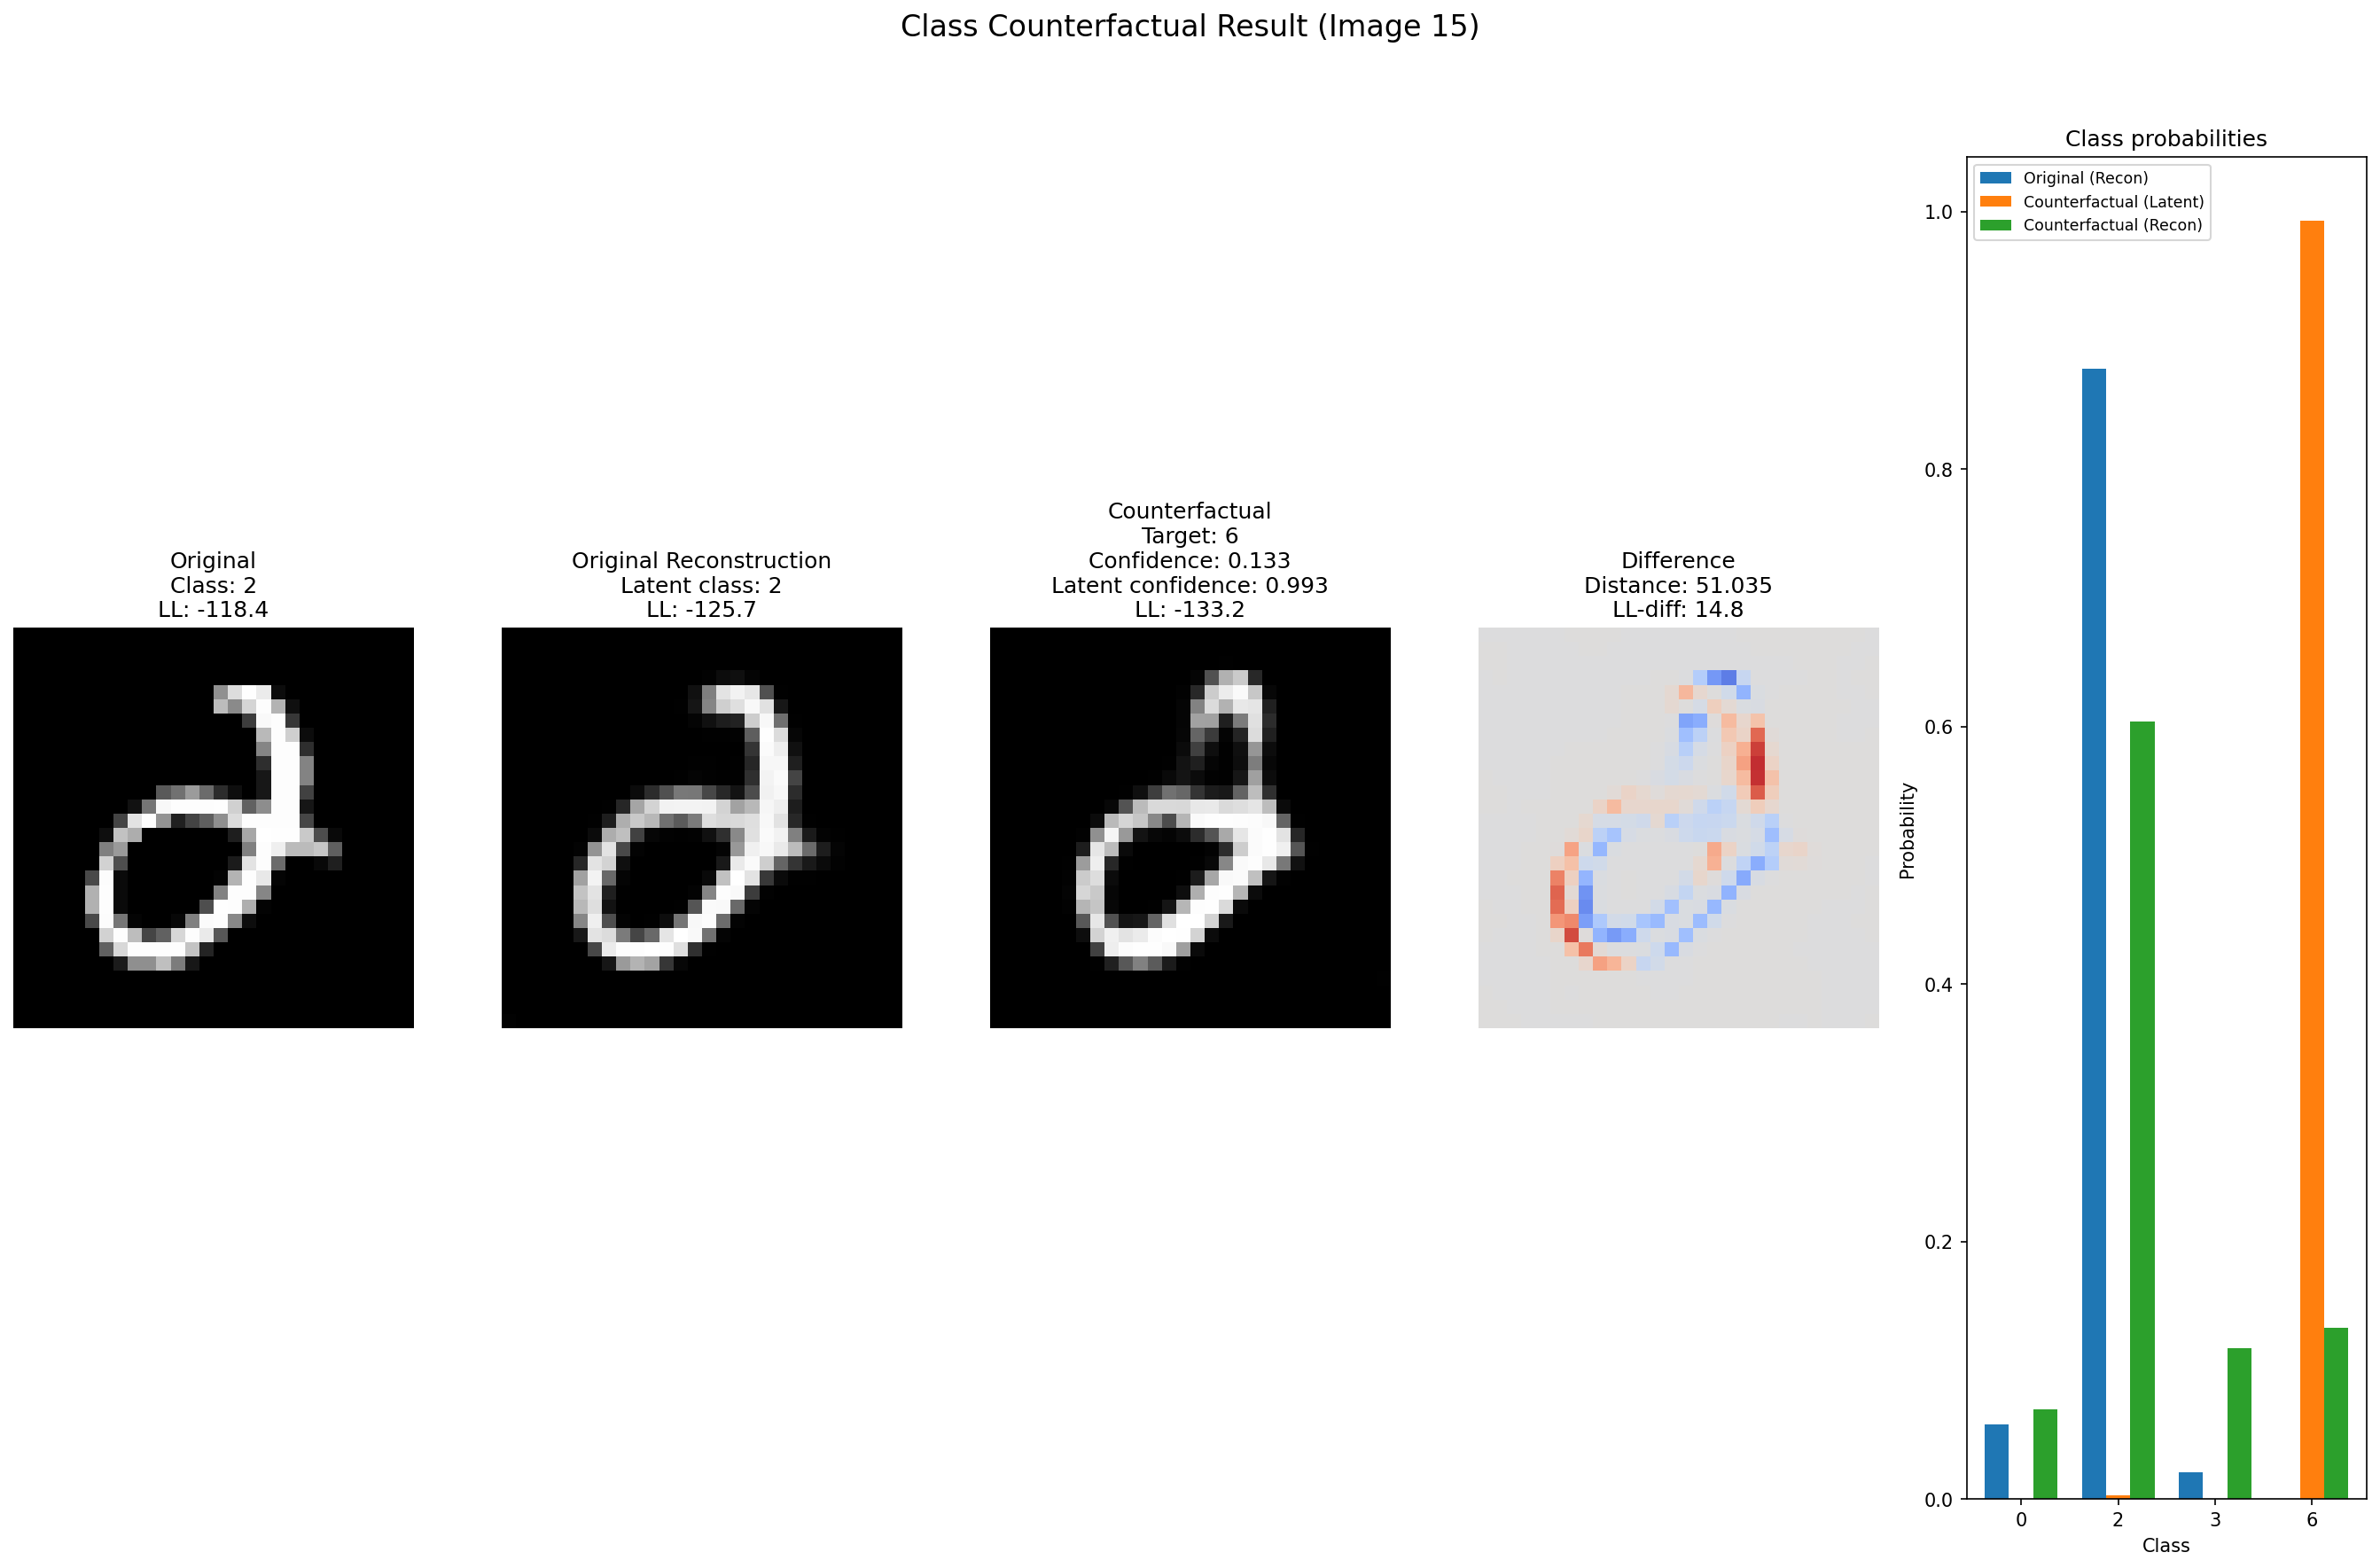 Class Counterfactual Result (Image 15)
Original
Class: 2
LL: -118.4
Original Reconstruction
Latent class: 2
LL: -125.7
Counterfactual
Target: 6
Confidence: 0.133
Latent confidence: 0.993
LL: -133.2
Difference
Distance: 51.035
LL-diff: 14.8
Class probabilities
Original (Recon)
Counterfactual (Latent)
Counterfactual (Recon)
1.0
0.8
0.6
0.4
0.2
0.0
Probability
0 2 3 6
Class